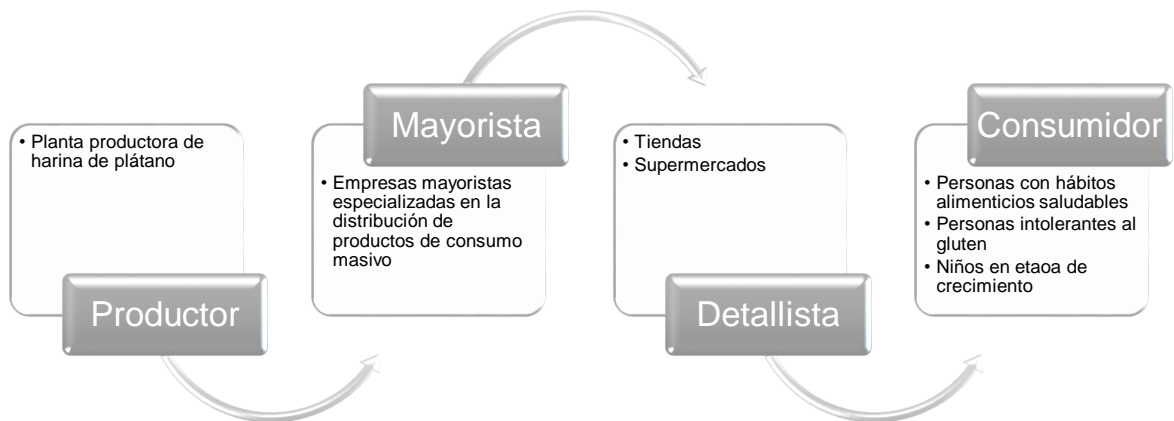 • Planta productora de
harina de plátano
Productor
Mayorista
• Empresas mayoristas
especializadas en la
distribución de
productos de consumo
masivo
• Tiendas
• Supermercados
Detallista
Consumidor
• Personas con hábitos
alimenticios saludables
• Personas intolerantes al
gluten
• Niños en etaoa de
crecimiento